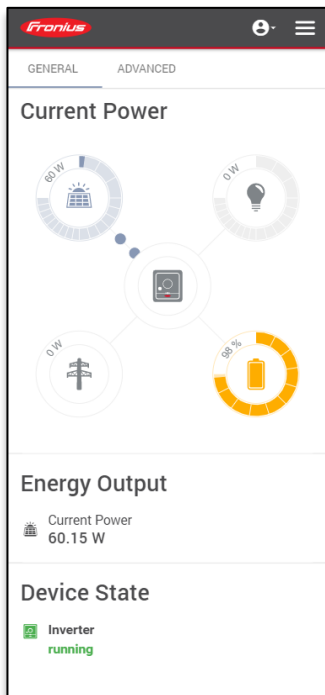 Fronius
GENERAL ADVANCED
Current Power
60 W
0 W
0 W
98 %
Energy Output
Current Power
60.15 W
Device State
Inverter
running